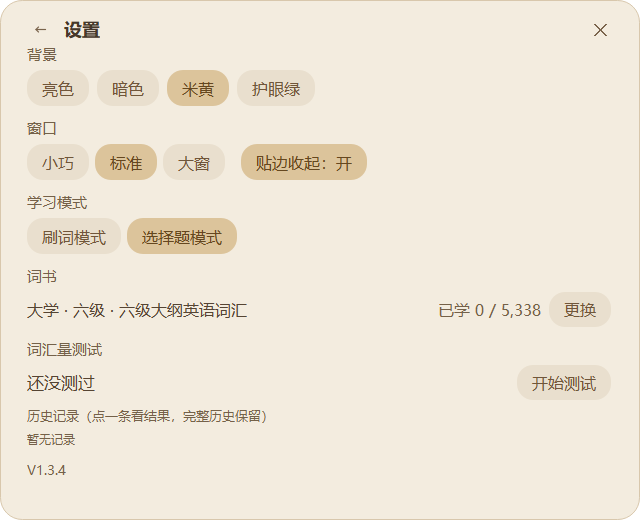 ← 设置
背景
亮色 暗色 米黄 护眼绿
窗口
小巧 标准 大窗 贴边收起：开
学习模式
刷词模式 选择题模式
词书
大学 · 六级 · 六级大纲英语词汇 已学 0 / 5,338 更换
词汇量测试
还没测过 开始测试
历史记录（点一条看结果，完整历史保留）
暂无记录
V1.3.4